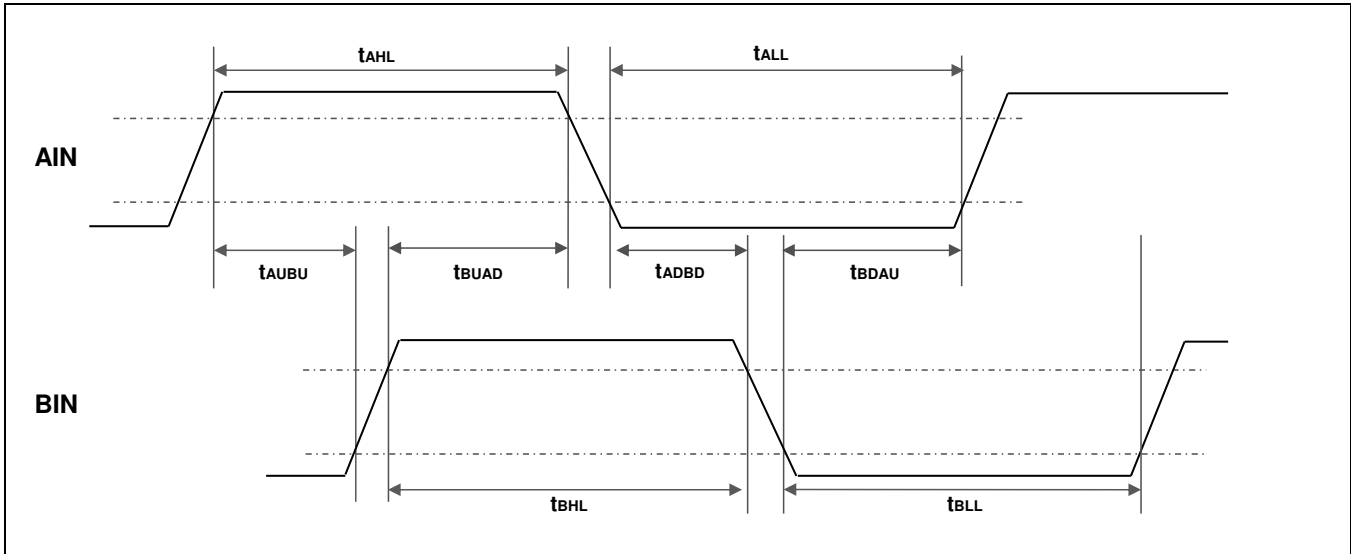 tAHL
tALL
AIN
tAUBU
tBUAD
tADBD
tBDAU
BIN
tBHL
tBLL